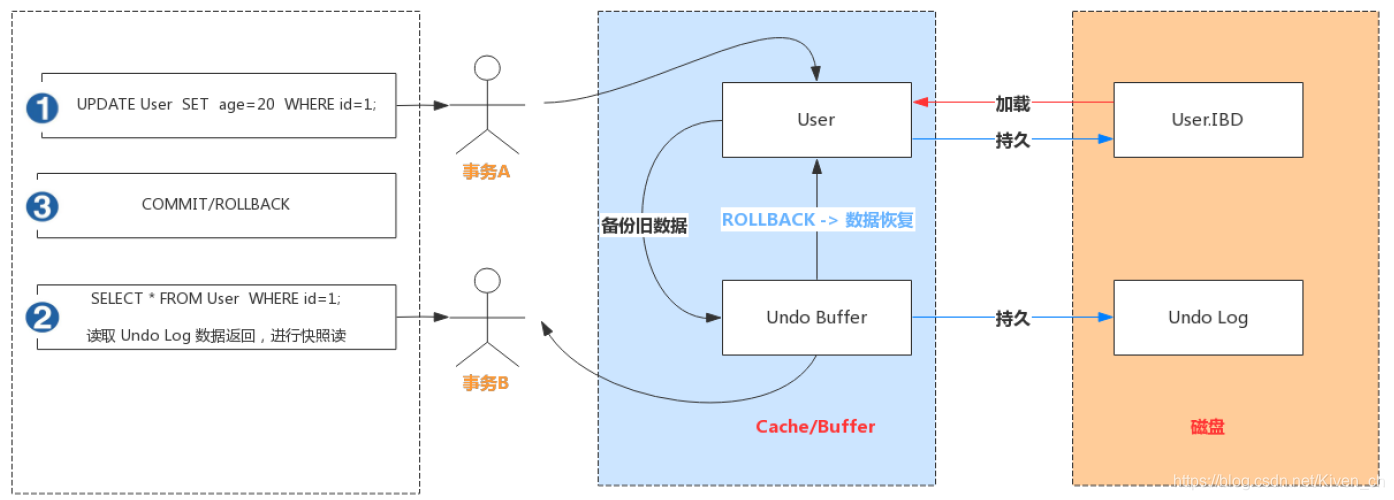 1 UPDATE User SET age=20 WHERE id=1;
事务A
3 COMMIT/ROLLBACK
2 SELECT * FROM User WHERE id=1;
读取 Undo Log 数据返回，进行快照读
事务B
User
备份旧数据
ROLLBACK -> 数据恢复
Undo Buffer
Cache/Buffer
加载
持久
持久
User.IBD
Undo Log
磁盘
https://blog.csdn.net/Kiven_ch